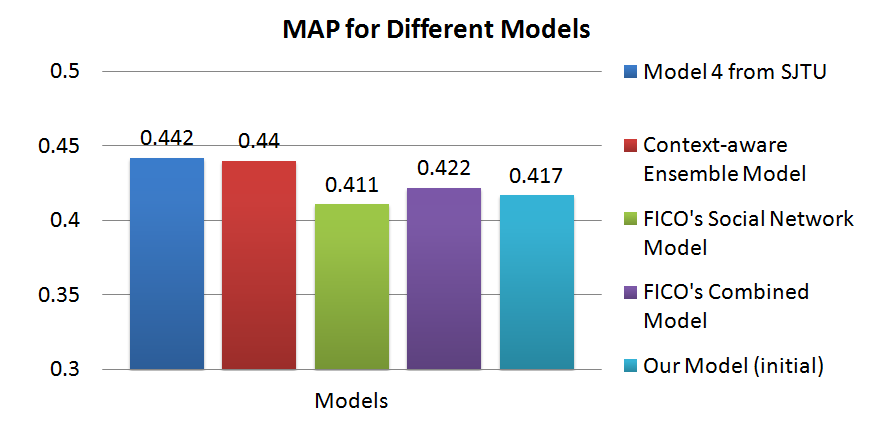 MAP for Different Models
0.5
0.45
0.4
0.35
0.3
0.442
0.44
0.411
0.422
0.417
Models
Model 4 from SJTU
Context-aware
Ensemble Model
FICO's Social Network
Model
FICO's Combined
Model
Our Model (initial)